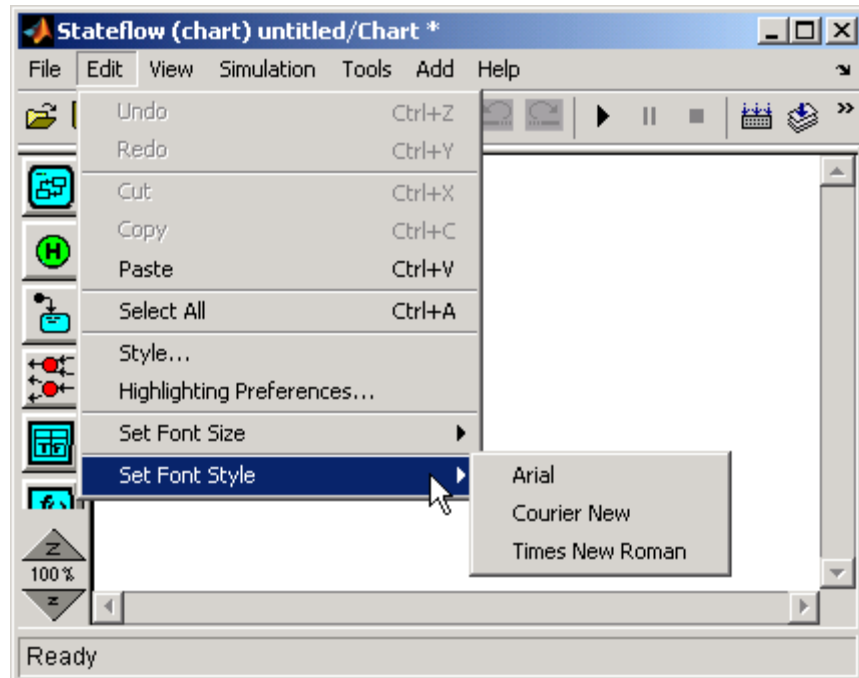 Stateflow (chart) untitled/Chart *
File Edit View Simulation Tools Add Help
Undo Ctrl+Z
Redo Ctrl+Y
Cut Ctrl+X
Copy Ctrl+C
Paste Ctrl+V
Select All Ctrl+A
Style...
Highlighting Preferences...
Set Font Size
Set Font Style
Arial
Courier New
Times New Roman
H
Z
100%
z
Ready